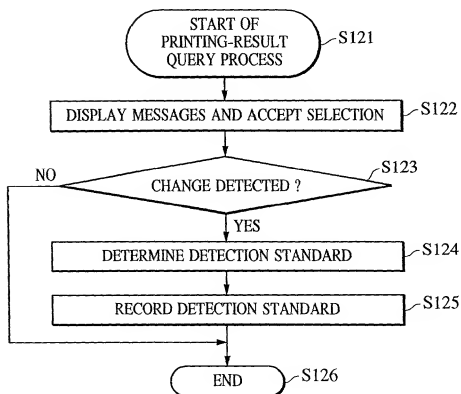 START OF
PRINTING-RESULT
QUERY PROCESS
S121
DISPLAY MESSAGES AND ACCEPT SELECTION
S122
CHANGE DETECTED ?
S123
NO
YES
DETERMINE DETECTION STANDARD
S124
RECORD DETECTION STANDARD
S125
END
S126